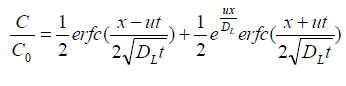 C/C₀ = 1/2 erfc((x − ut)/(2√(D_L t))) + 1/2 e^(ux/D_L) erfc((x + ut)/(2√(D_L t)))